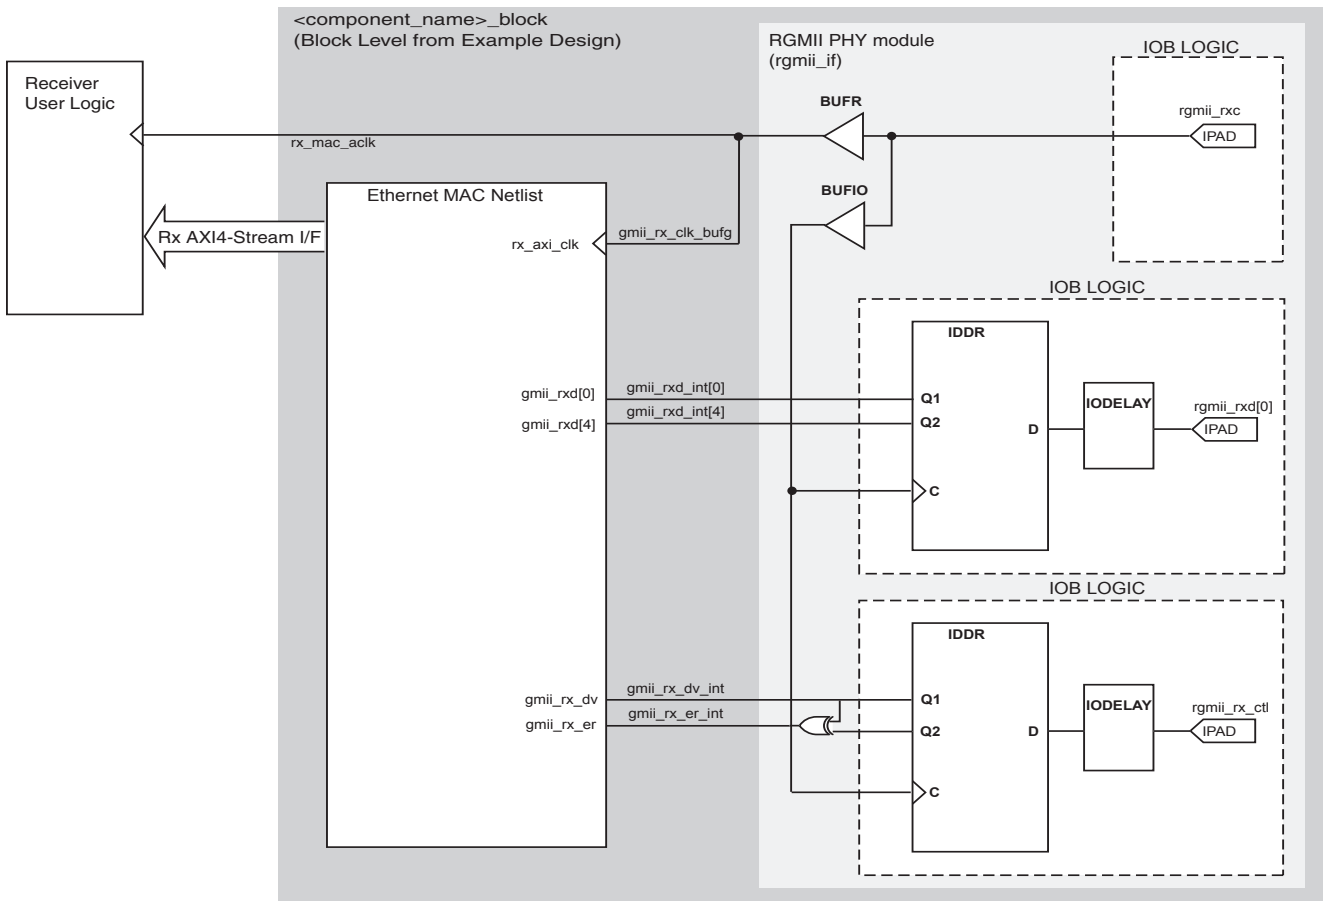 <component_name>_block
(Block Level from Example Design)
RGMII PHY module
(rgmii_if)
IOB LOGIC
Receiver
User Logic
BUFR
rgmii_rxc
IPAD
rx_mac_aclk
BUFIO
Ethernet MAC Netlist
Rx AXI4-Stream I/F
rx_axi_clk
gmii_rx_clk_bufg
IOB LOGIC
IDDR
gmii_rxd[0]
gmii_rxd_int[0]
Q1
IODELAY
rgmii_rxd[0]
gmii_rxd[4]
gmii_rxd_int[4]
Q2
D
IPAD
C
IOB LOGIC
IDDR
gmii_rx_dv
gmii_rx_dv_int
Q1
IODELAY
rgmii_rx_ctl
gmii_rx_er
gmii_rx_er_int
Q2
D
IPAD
C